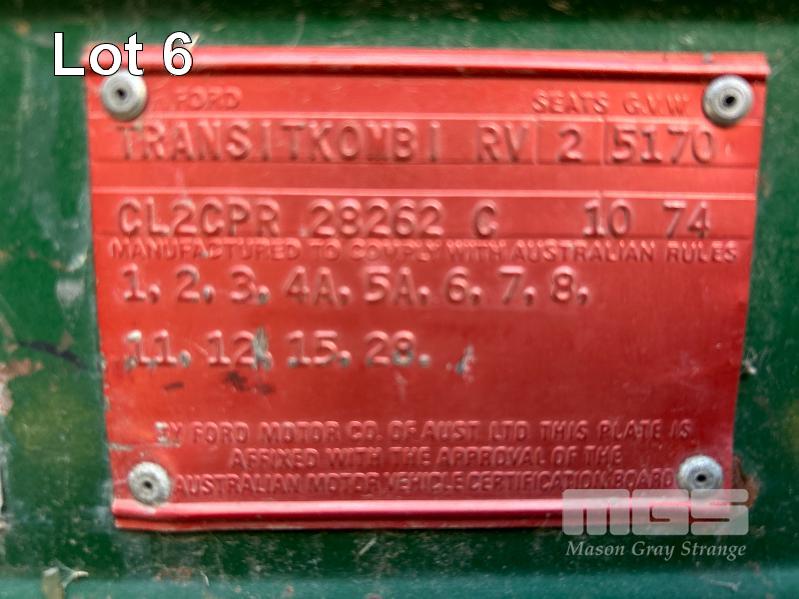 Lot 6
FORD SEATS G.V.W
TRANSITKOMBI RV 2 5170
CL2CPR 28262 C 10 74
MANUFACTURED TO COMPLY WITH AUSTRALIAN RULES
1, 2, 3, 4A, 5A, 6, 7, 8,
11, 12, 15, 28.
BY FORD MOTOR CO. OF AUST LTD THIS PLATE IS
AFFIXED WITH THE APPROVAL OF THE
AUSTRALIAN MOTOR VEHICLE CERTIFICATION BOARD
MGS
Mason Gray Strange